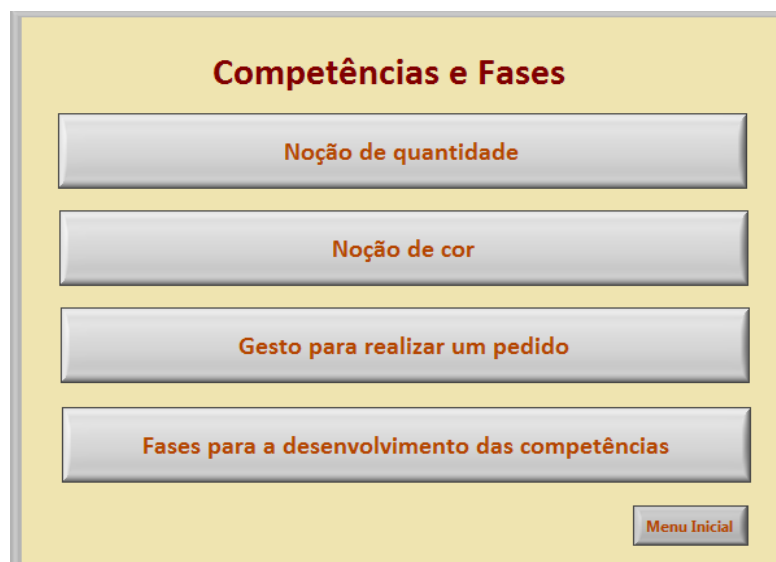 Competências e Fases
Noção de quantidade
Noção de cor
Gesto para realizar um pedido
Fases para a desenvolvimento das competências
Menu Inicial